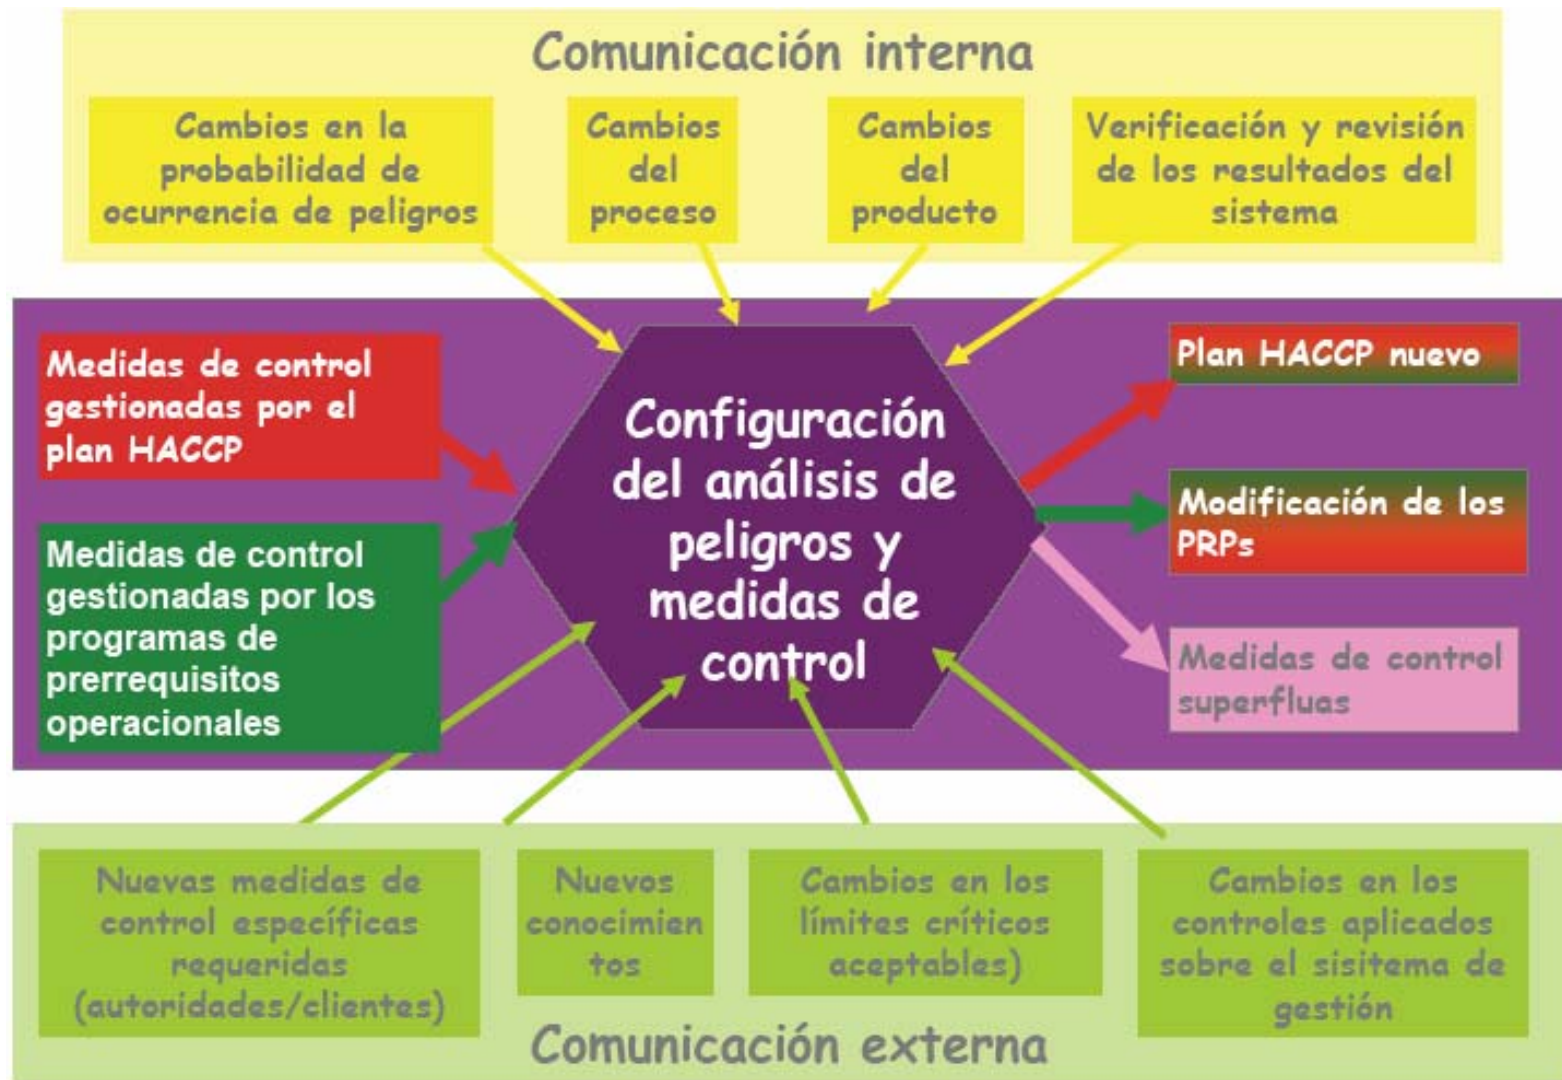 Comunicación interna
Cambios en la
probabilidad de
ocurrencia de peligros
Cambios
del
proceso
Cambios
del
producto
Verificación y revisión
de los resultados del
sistema
Medidas de control
gestionadas por el
plan HACCP
Medidas de control
gestionadas por los
programas de
prerrequisitos
operacionales
Configuración
del análisis de
peligros y
medidas de
control
Plan HACCP nuevo
Modificación de los
PRPs
Medidas de control
superfluas
Nuevas medidas de
control específicas
requeridas
(autoridades/clientes)
Nuevos
conocimien
tos
Cambios en los
límites críticos
aceptables)
Cambios en los
controles aplicados
sobre el sisitema de
gestión
Comunicación externa